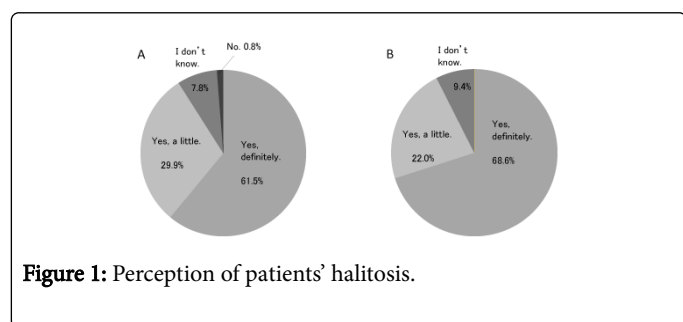 A
I don't
know.
No. 0.8%
7.8%
Yes, a little.
29.9%
Yes,
definitely.
61.5%
B
I don't
know.
9.4%
Yes, a little.
22.0%
Yes,
definitely.
68.6%
Figure 1: Perception of patients' halitosis.